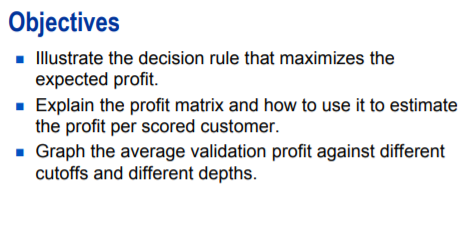 Objectives
▪ Illustrate the decision rule that maximizes the
expected profit.
▪ Explain the profit matrix and how to use it to estimate
the profit per scored customer.
▪ Graph the average validation profit against different
cutoffs and different depths.